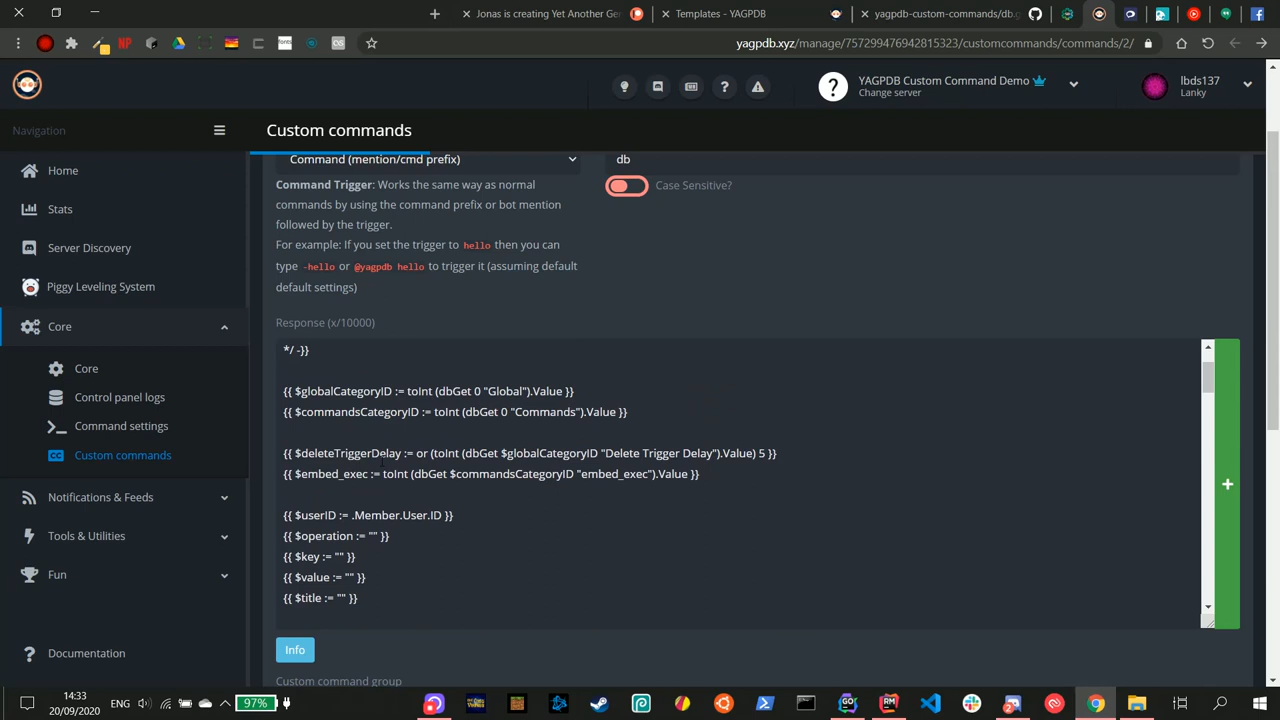 Jonas is creating Yet Another Ge
Templates - YAGPDB
yagpdb-custom-commands/db.g
NP
fonts
yagpdb.xyz/manage/757299476942815323/customcommands/commands/2/
YAGPDB Custom Command Demo
Change server
lbds137
Lanky
Navigation
Custom commands
Home
Stats
Server Discovery
Piggy Leveling System
Core
Core
Control panel logs
Command settings
CC Custom commands
Notifications & Feeds
Tools & Utilities
Fun
Documentation
Command (mention/cmd prefix)
db
Command Trigger: Works the same way as normal
commands by using the command prefix or bot mention
followed by the trigger.
For example: If you set the trigger to hello then you can
type -hello or @yagpdb hello to trigger it (assuming default
default settings)
Case Sensitive?
Response (x/10000)
*/ -}}
{{ $globalCategoryID := toInt (dbGet 0 "Global").Value }}
{{ $commandsCategoryID := toInt (dbGet 0 "Commands").Value }}
{{ $deleteTriggerDelay := or (toInt (dbGet $globalCategoryID "Delete Trigger Delay").Value) 5 }}
{{ $embed_exec := toInt (dbGet $commandsCategoryID "embed_exec").Value }}
{{ $userID := .Member.User.ID }}
{{ $operation := "" }}
{{ $key := "" }}
{{ $value := "" }}
{{ $title := "" }}
+
Info
Custom command group
14:33
20/09/2020
ENG
97%